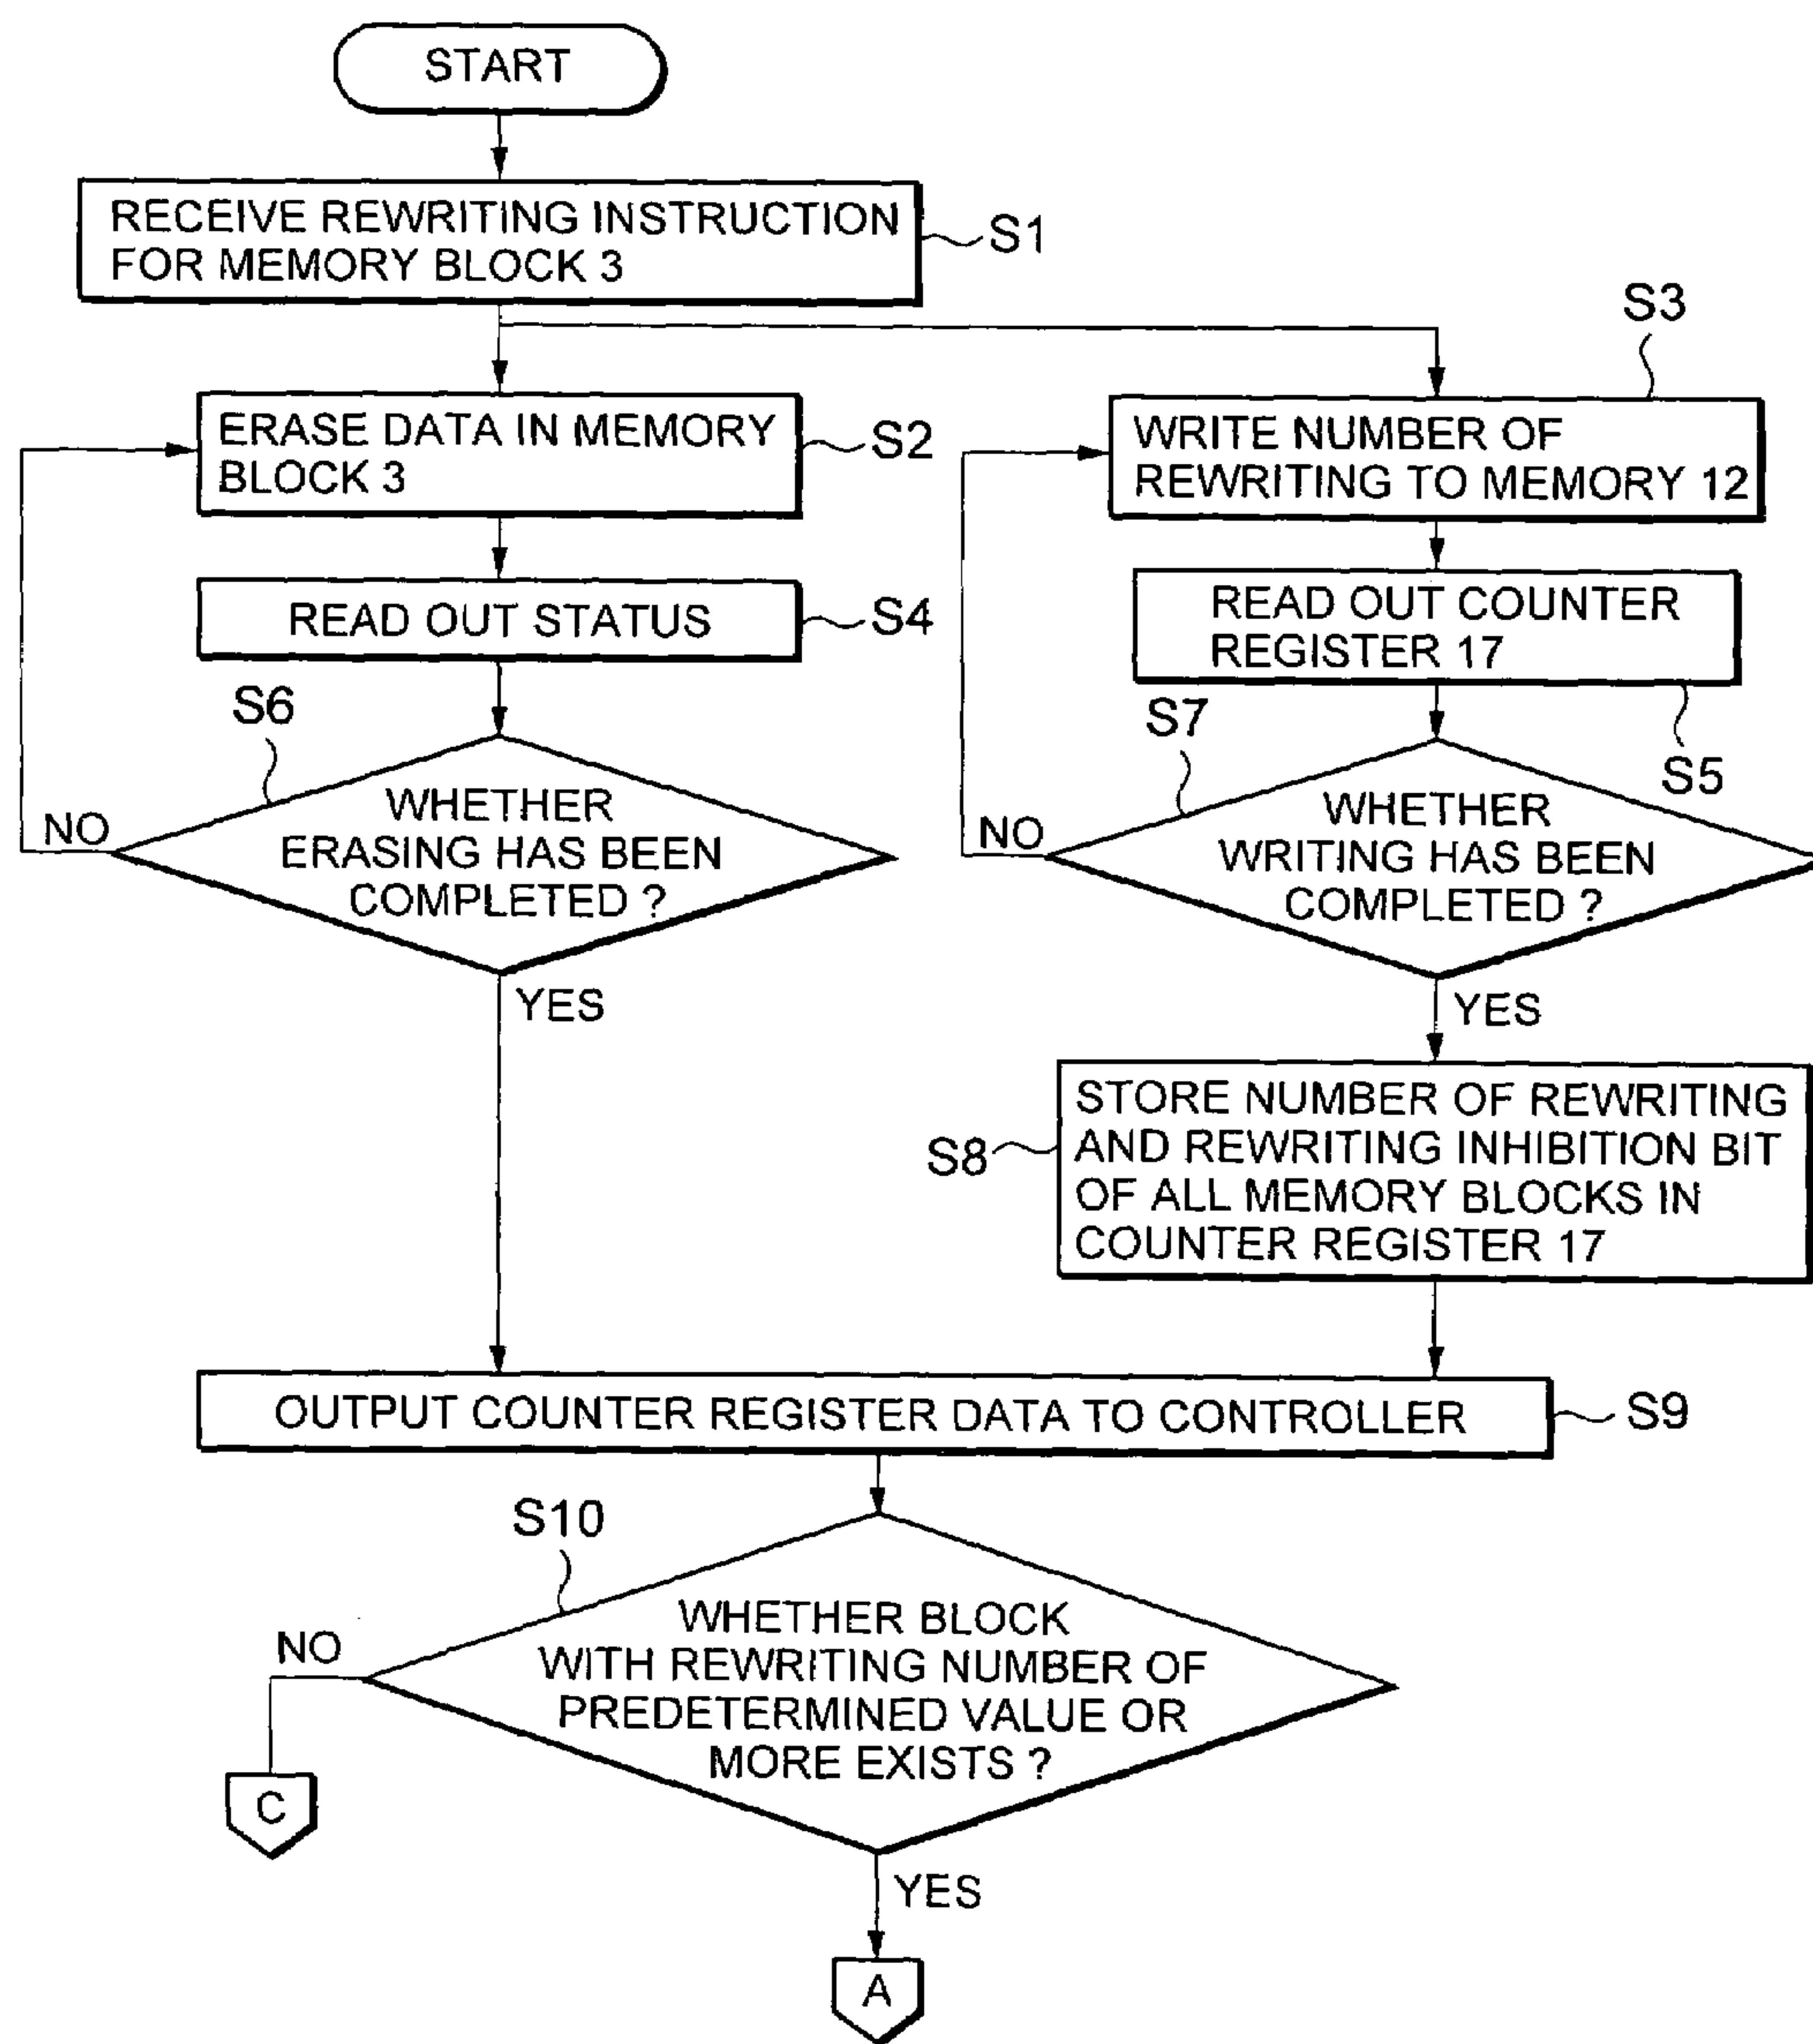 START
RECEIVE REWRITING INSTRUCTION
FOR MEMORY BLOCK 3
S1
S3
ERASE DATA IN MEMORY
BLOCK 3
S2
WRITE NUMBER OF
REWRITING TO MEMORY 12
READ OUT STATUS
S4
READ OUT COUNTER
REGISTER 17
S5
S6
WHETHER
ERASING HAS BEEN
COMPLETED ?
NO
YES
S7
WHETHER
WRITING HAS BEEN
COMPLETED ?
NO
YES
S8
STORE NUMBER OF REWRITING
AND REWRITING INHIBITION BIT
OF ALL MEMORY BLOCKS IN
COUNTER REGISTER 17
OUTPUT COUNTER REGISTER DATA TO CONTROLLER
S9
S10
WHETHER BLOCK
WITH REWRITING NUMBER OF
PREDETERMINED VALUE OR
MORE EXISTS ?
NO
C
YES
A